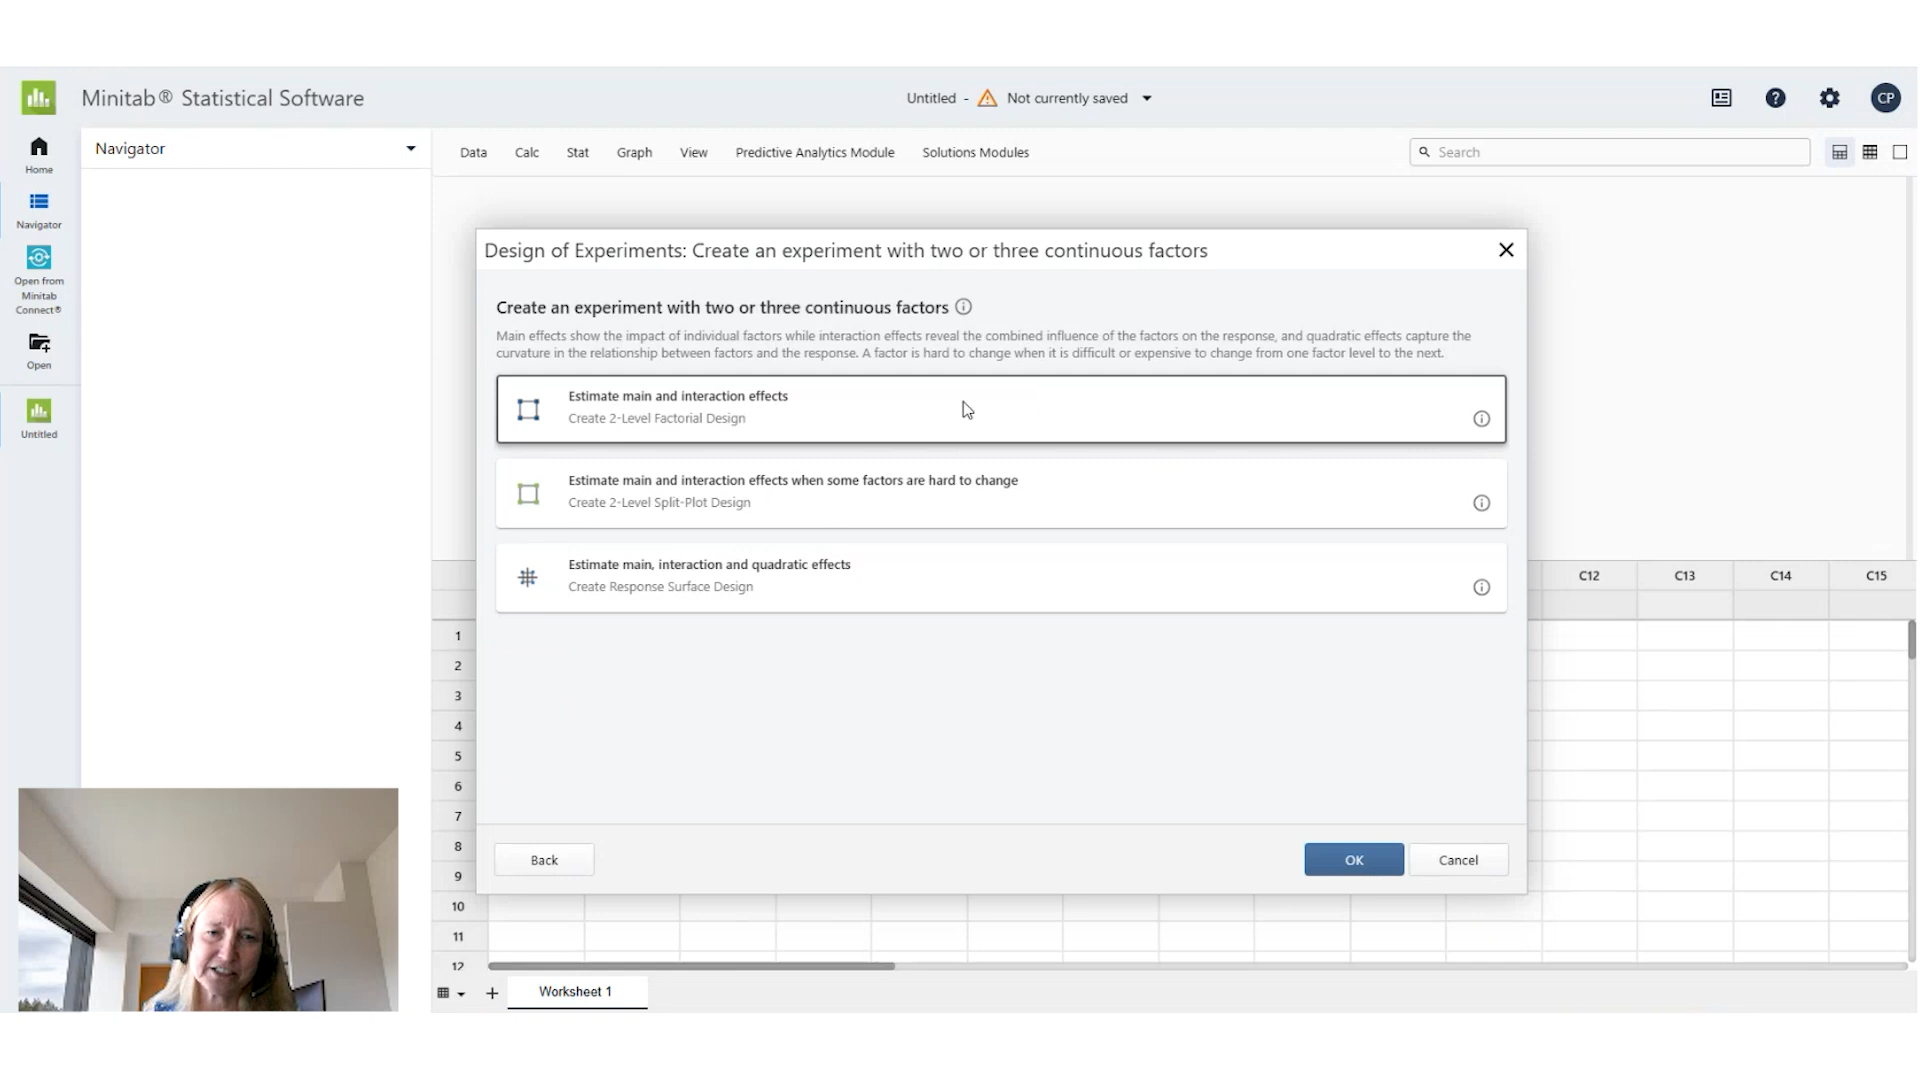 Minitab® Statistical Software
Untitled - Not currently saved
CP
Home
Navigator
Open from
Minitab
Connect®
Open
Untitled
Navigator
Data Calc Stat Graph View Predictive Analytics Module Solutions Modules
Search
Design of Experiments: Create an experiment with two or three continuous factors
Create an experiment with two or three continuous factors
Main effects show the impact of individual factors while interaction effects reveal the combined influence of the factors on the response, and quadratic effects capture the
curvature in the relationship between factors and the response. A factor is hard to change when it is difficult or expensive to change from one factor level to the next.
Estimate main and interaction effects
Create 2-Level Factorial Design
Estimate main and interaction effects when some factors are hard to change
Create 2-Level Split-Plot Design
Estimate main, interaction and quadratic effects
Create Response Surface Design
Back
OK
Cancel
C12 C13 C14 C15
1
2
3
4
5
6
7
8
9
10
11
12
Worksheet 1